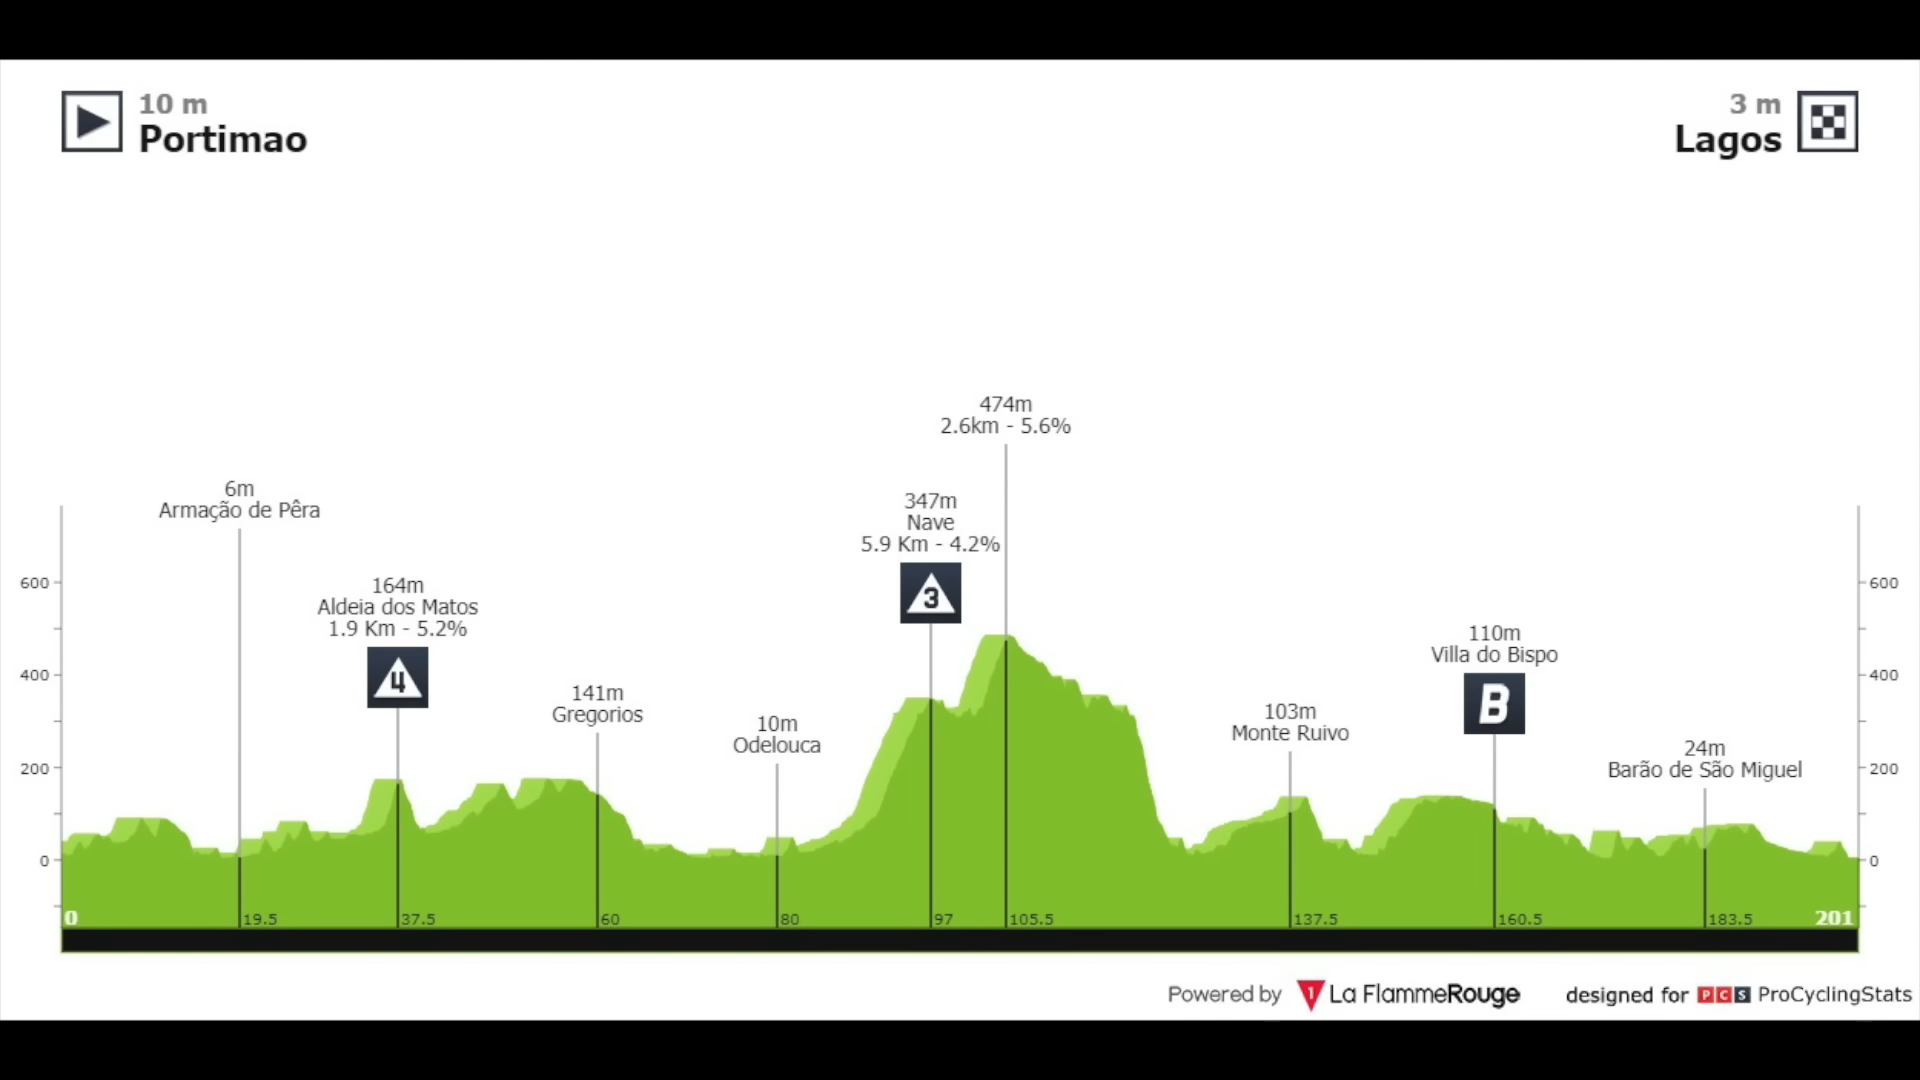 10 m
Portimao
3 m
Lagos
474m
2.6km - 5.6%
6m
Armação de Pêra
347m
Nave
5.9 Km - 4.2%
3
164m
Aldeia dos Matos
1.9 Km - 5.2%
4
141m
Gregorios
10m
Odelouca
103m
Monte Ruivo
110m
Villa do Bispo
B
24m
Barão de São Miguel
600
400
200
0
600
400
200
0
0 19.5 37.5 60 80 97 105.5 137.5 160.5 183.5 201
Powered by 1 La FlammeRouge designed for PCS ProCyclingStats